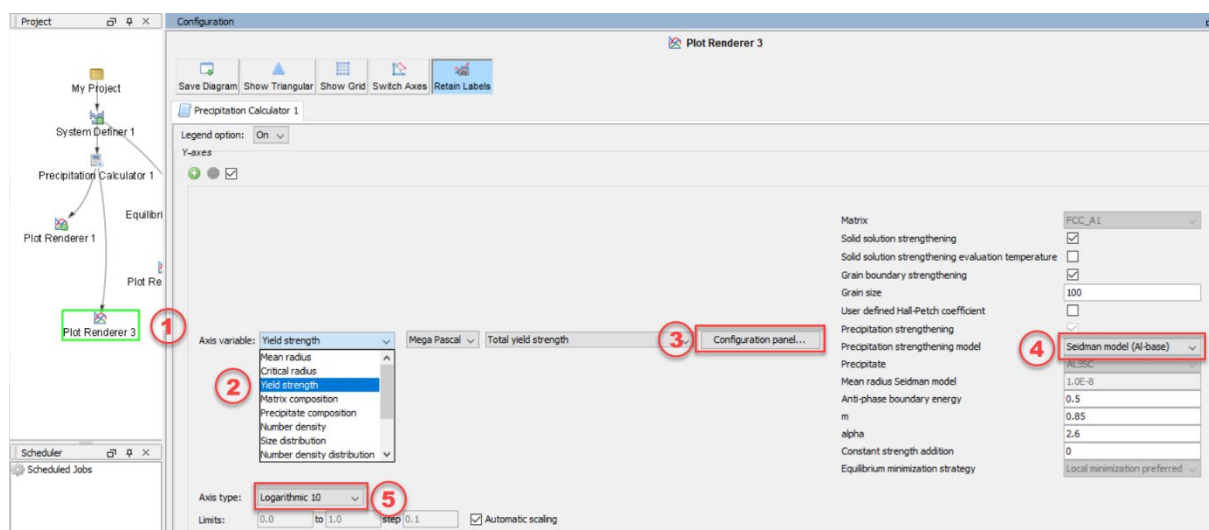 Project
Configuration
Plot Renderer 3
Save Diagram Show Triangular Show Grid Switch Axes Retain Labels
Precipitation Calculator 1
Legend option: On
Y-axes
My Project
System Definer 1
Precipitation Calculator 1
Equilibri
Plot Renderer 1
Plot Re
Plot Renderer 3
1
Matrix FCC_A1
Solid solution strengthening
Solid solution strengthening evaluation temperature
Grain boundary strengthening
Grain size 100
User defined Hall-Petch coefficient
Precipitation strengthening
Axis variable: Yield strength Mega Pascal Total yield strength 3 Configuration panel...
4
Precipitation strengthening model Seidman model (Al-base)
Precipitate AL3SC
Mean radius Seidman model 1.0E-8
Anti-phase boundary energy 0.5
m 0.85
alpha 2.6
Constant strength addition 0
Equilibrium minimization strategy Local minimization preferred
2
Mean radius
Critical radius
Yield strength
Matrix composition
Precipitate composition
Number density
Size distribution
Number density distribution
Scheduler
Scheduled Jobs
Axis type: Logarithmic 10 5
Limits: 0.0 to 1.0 step 0.1 Automatic scaling